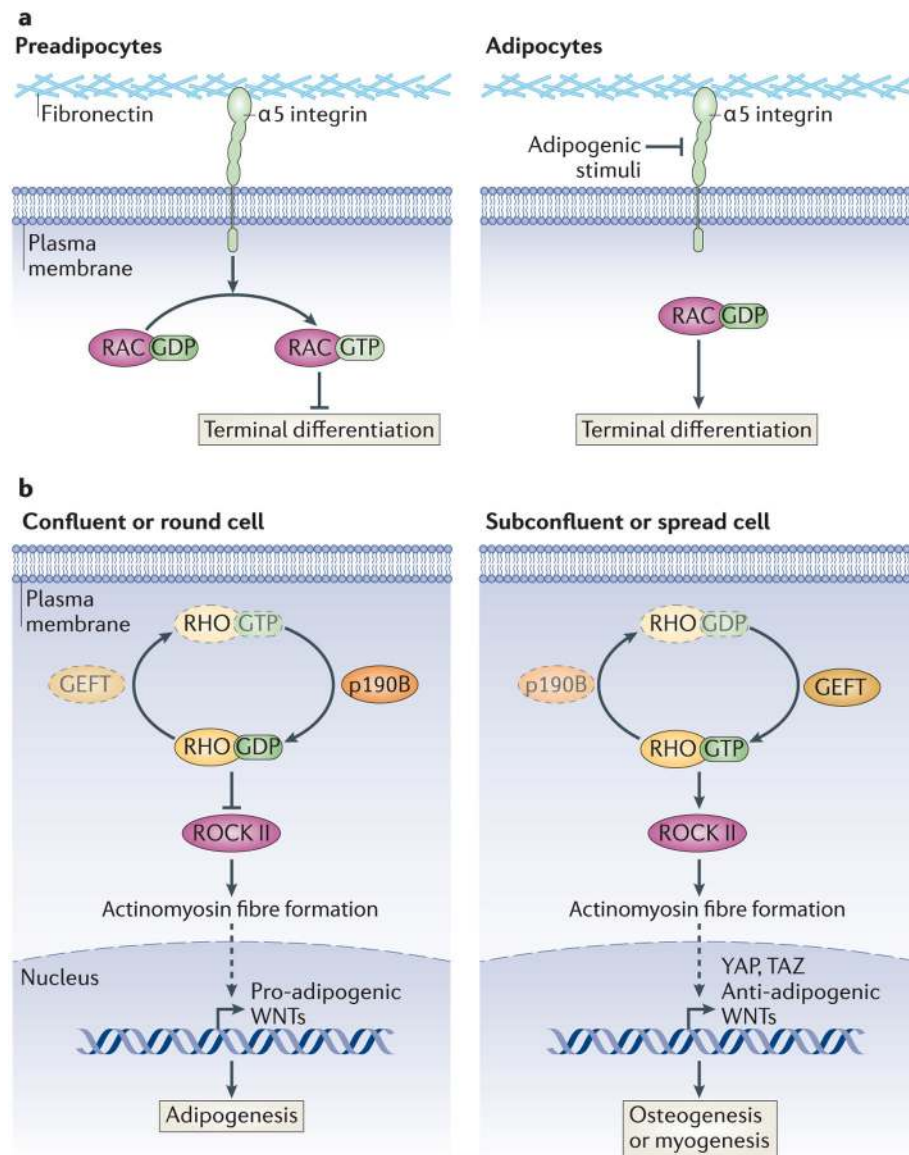 a
Preadipocytes
Fibronectin
α5 integrin
Plasma
membrane
RAC GDP
RAC GTP
Terminal differentiation
Adipocytes
α5 integrin
Adipogenic
stimuli
RAC GDP
Terminal differentiation
b
Confluent or round cell
Plasma
membrane
RHO GTP
GEFT
p190B
RHO GDP
ROCK II
Actinomyosin fibre formation
Nucleus
Pro-adipogenic
WNTs
Adipogenesis
Subconfluent or spread cell
RHO GDP
p190B
GEFT
RHO GTP
ROCK II
Actinomyosin fibre formation
YAP, TAZ
Anti-adipogenic
WNTs
Osteogenesis
or myogenesis